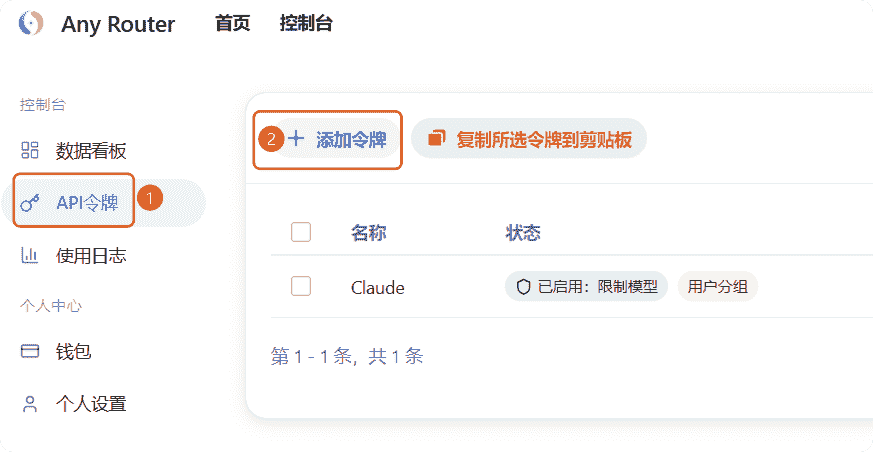 Any Router 首页 控制台
控制台
数据看板
API令牌 1
使用日志
个人中心
钱包
个人设置
2 添加令牌 复制所选令牌到剪贴板
名称 状态
Claude 已启用：限制模型 用户分组
第 1 - 1 条，共 1 条